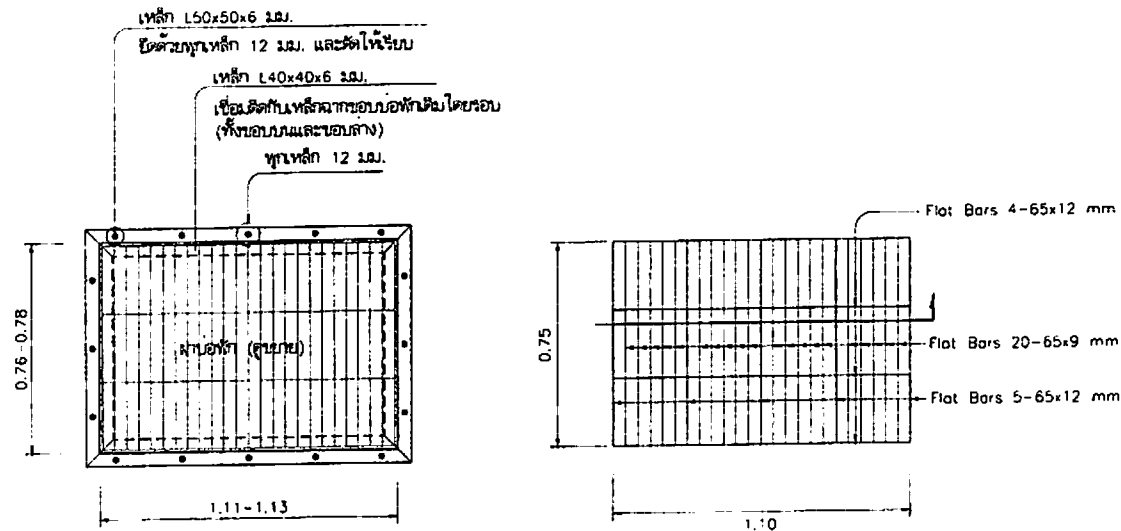 เหล็ก L50x50x6 มม.
ยึดด้วยพุกเหล็ก 12 มม. และตัดให้เรียบ
เหล็ก L40x40x6 มม.
เชื่อมติดกับเหล็กฉากขอบบ่อพักเดิมโดยรอบ
(ทั้งขอบบนและขอบล่าง)
พุกเหล็ก 12 มม.
Flat Bars 4-65x12 mm
0.76-0.78
ฝาบ่อพัก (ดูขยาย)
0.75
Flat Bars 20-65x9 mm
Flat Bars 5-65x12 mm
1.11-1.13
1.10